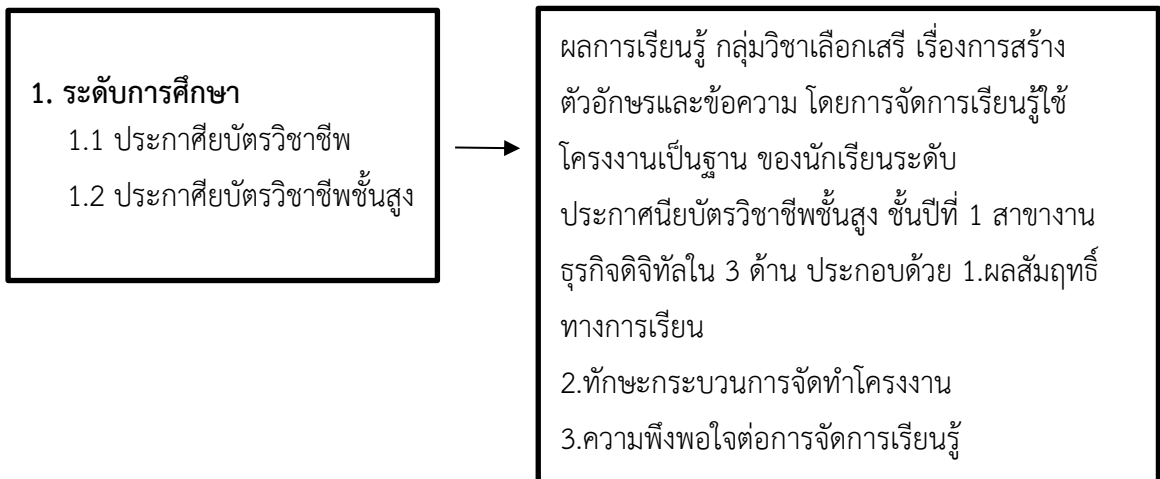 1. ระดับการศึกษา
1.1 ประกาศียบัตรวิชาชีพ
1.2 ประกาศียบัตรวิชาชีพชั้นสูง
ผลการเรียนรู้ กลุ่มวิชาเลือกเสรี เรื่องการสร้าง
ตัวอักษรและข้อความ โดยการจัดการเรียนรู้ใช้
โครงงานเป็นฐาน ของนักเรียนระดับ
ประกาศนียบัตรวิชาชีพชั้นสูง ชั้นปีที่ 1 สาขางาน
ธุรกิจดิจิทัลใน 3 ด้าน ประกอบด้วย 1.ผลสัมฤทธิ์
ทางการเรียน
2.ทักษะกระบวนการจัดทำโครงงาน
3.ความพึงพอใจต่อการจัดการเรียนรู้